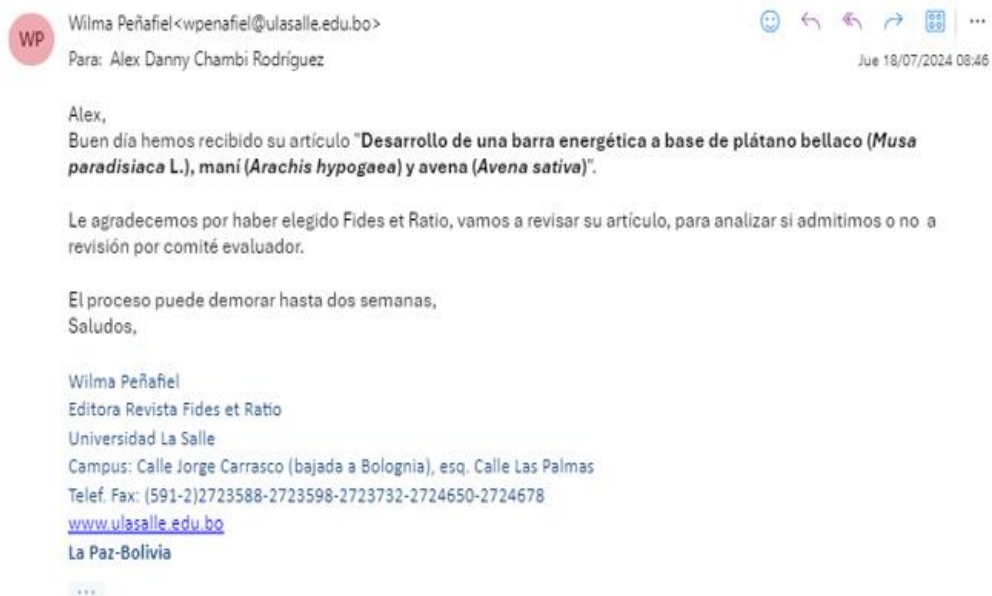 WP
Wilma Peñafiel<wpenafiel@ulasalle.edu.bo>
Para: Alex Danny Chambi Rodríguez
Jue 18/07/2024 08:46
Alex,
Buen día hemos recibido su artículo "Desarrollo de una barra energética a base de plátano bellaco (Musa
paradisiaca L.), maní (Arachis hypogaea) y avena (Avena sativa)".
Le agradecemos por haber elegido Fides et Ratio, vamos a revisar su artículo, para analizar si admitimos o no a
revisión por comité evaluador.
El proceso puede demorar hasta dos semanas,
Saludos,
Wilma Peñafiel
Editora Revista Fides et Ratio
Universidad La Salle
Campus: Calle Jorge Carrasco (bajada a Bolognia), esq. Calle Las Palmas
Telef. Fax: (591-2)2723588-2723598-2723732-2724650-2724678
www.ulasalle.edu.bo
La Paz-Bolivia
...